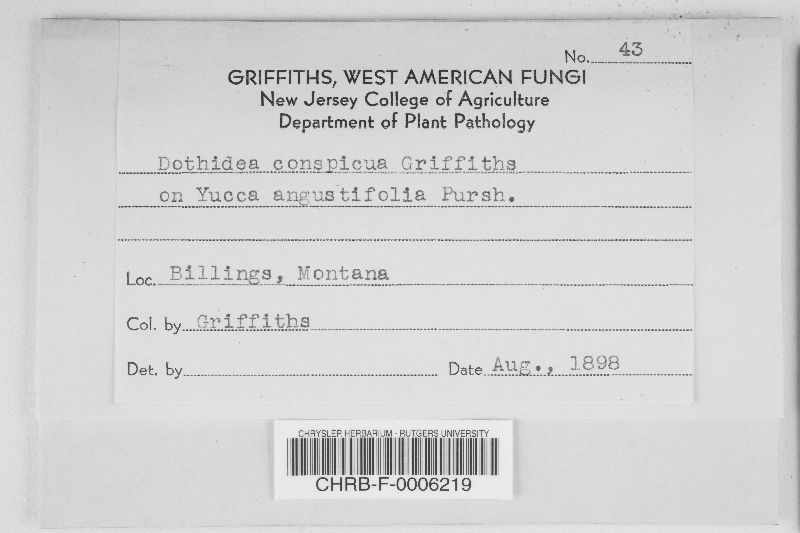 No. 43
GRIFFITHS, WEST AMERICAN FUNGI
New Jersey College of Agriculture
Department of Plant Pathology
Dothidea conspicua Griffiths
on Yucca angustifolia Pursh.
Loc. Billings, Montana
Col. by Griffiths
Det. by Date Aug., 1898
CHRYSLER HERBARIUM - RUTGERS UNIVERSITY
CHRB-F-0006219